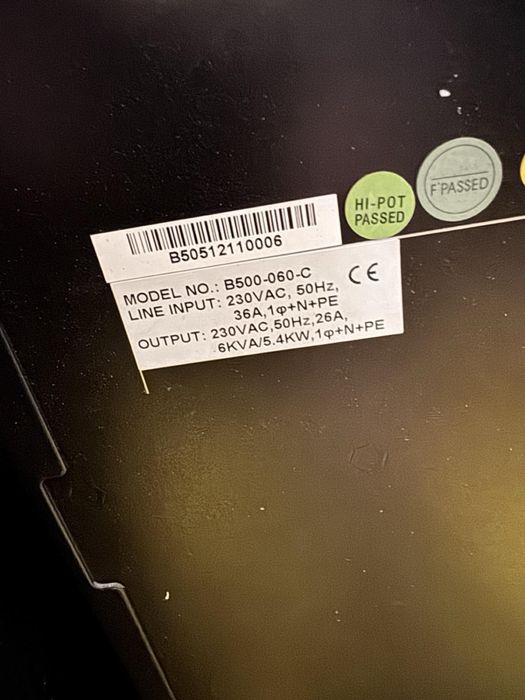 B50512110006
MODEL NO.: B500-060-C
CE
LINE INPUT: 230VAC, 50Hz,
36A,1φ+N+PE
OUTPUT: 230VAC,50Hz,26A,
6KVA/5.4KW,1φ+N+PE
HI-POT
PASSED
PASSED